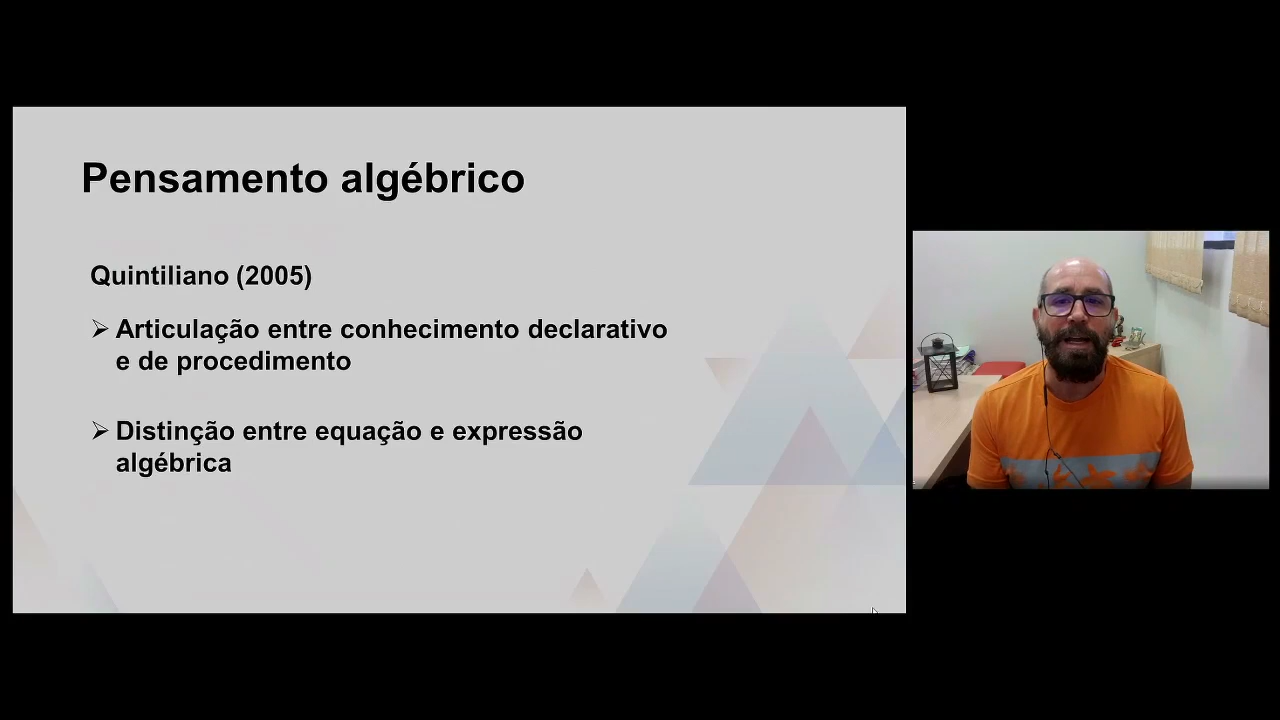 Pensamento algébrico
Quintiliano (2005)
➢ Articulação entre conhecimento declarativo
e de procedimento
➢ Distinção entre equação e expressão
algébrica